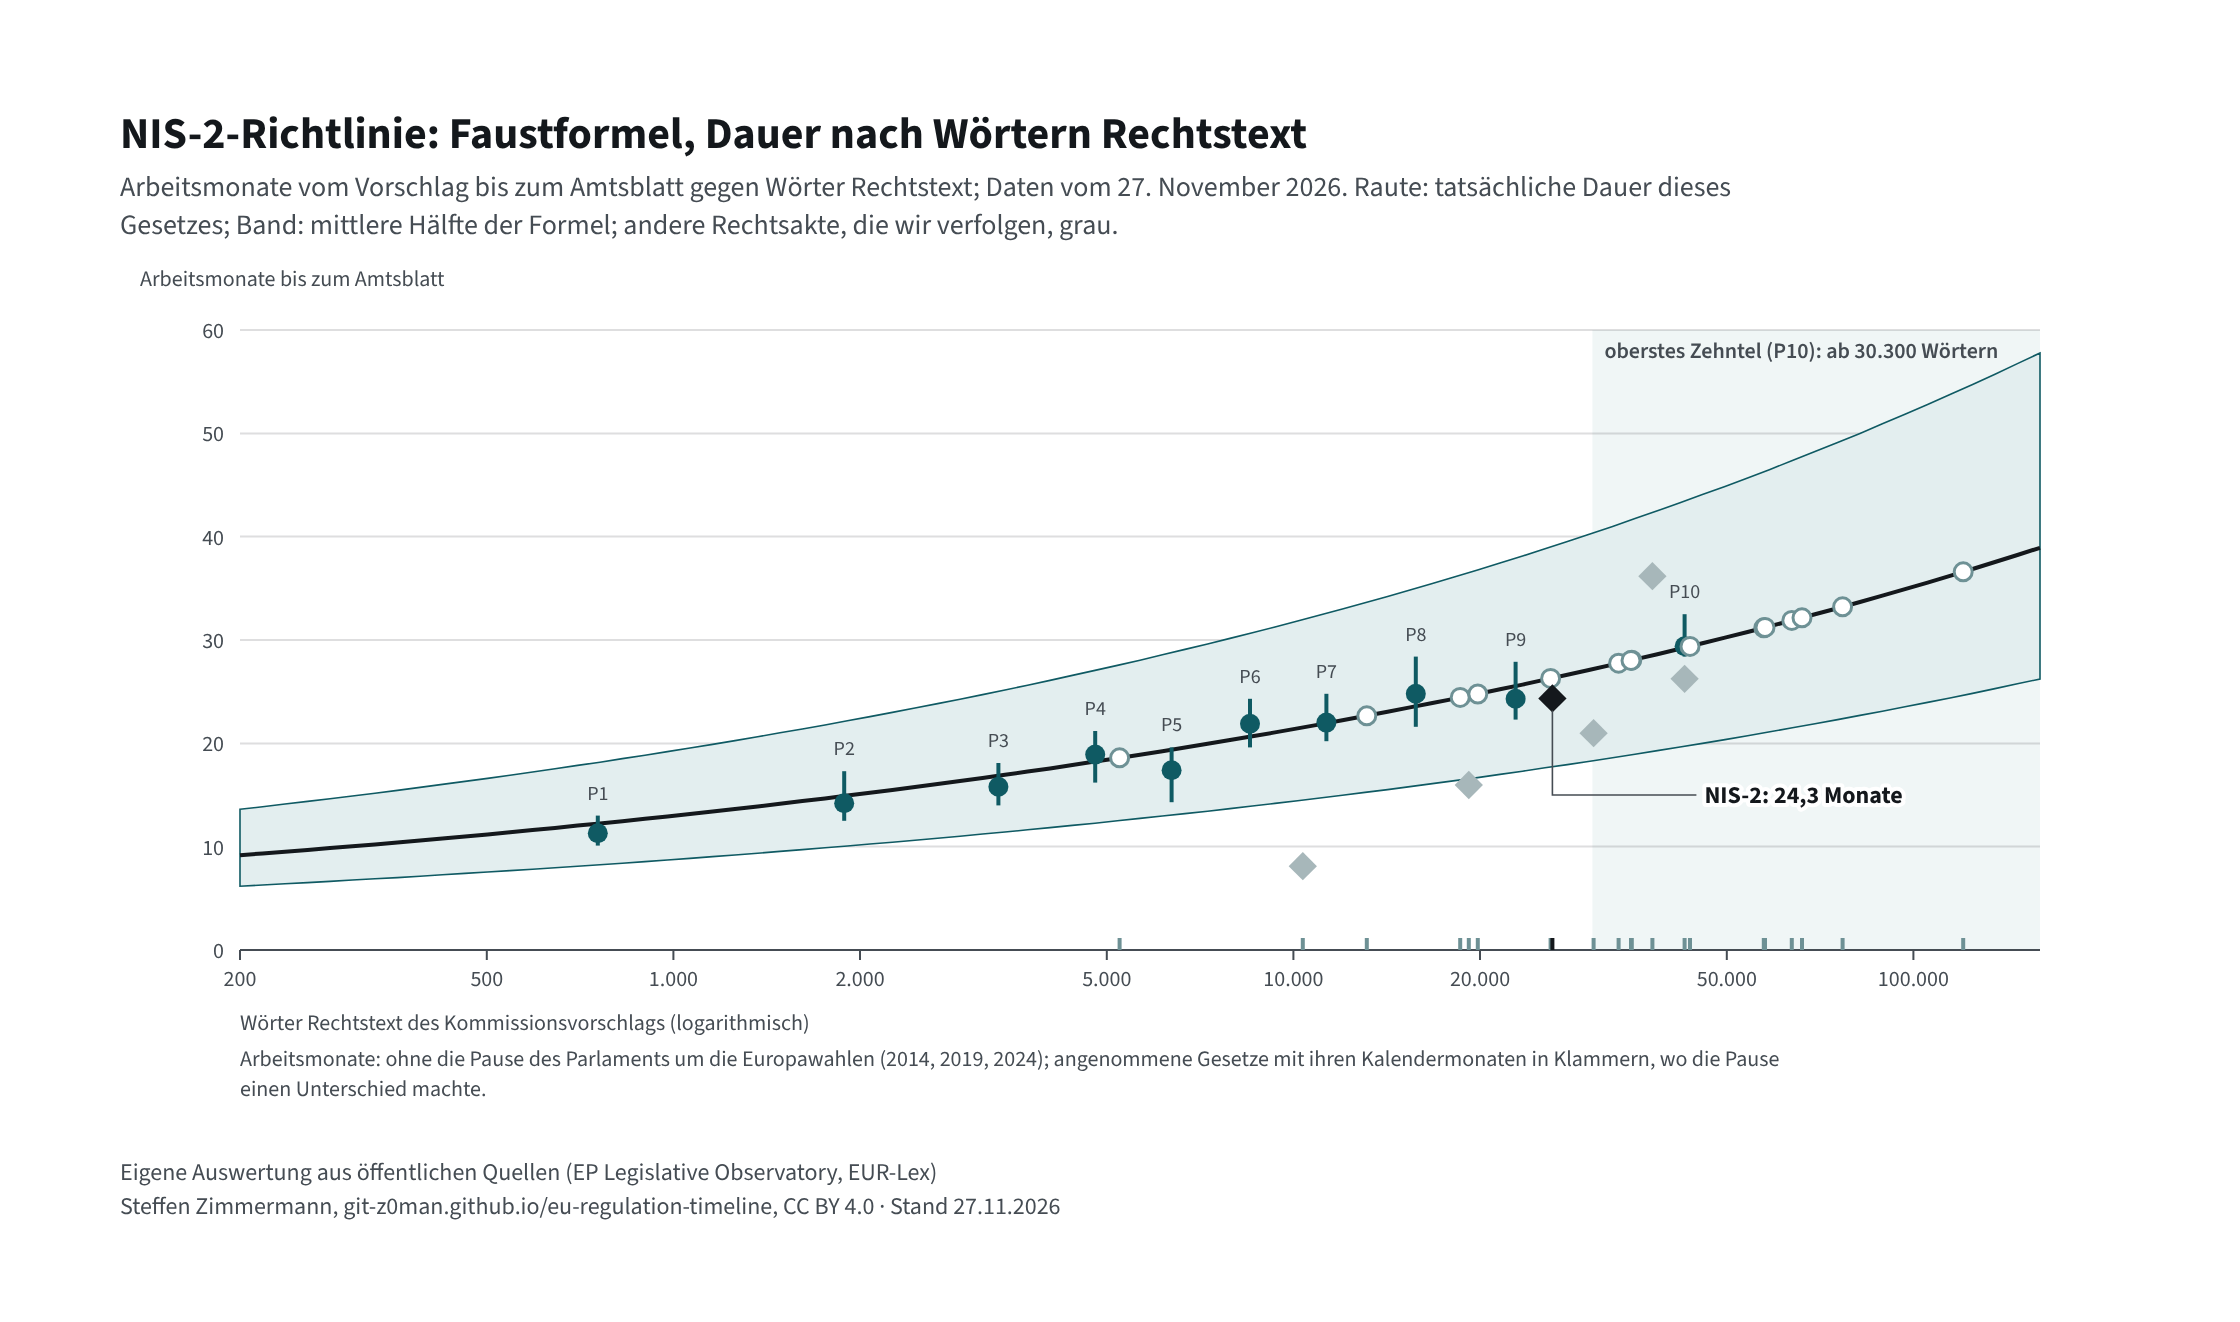 NIS-2-Richtlinie: Faustformel, Dauer nach Wörtern Rechtstext
Arbeitsmonate vom Vorschlag bis zum Amtsblatt gegen Wörter Rechtstext; Daten vom 27. November 2026. Raute: tatsächliche Dauer dieses
Gesetzes; Band: mittlere Hälfte der Formel; andere Rechtsakte, die wir verfolgen, grau.
Arbeitsmonate bis zum Amtsblatt
60
oberstes Zehntel (P10): ab 30.300 Wörtern
50
40
P10
30
P8
P9
P6
P7
P4
P5
P3
P2
20
P1
NIS-2: 24,3 Monate
10
0
200 500 1.000 2.000 5.000 10.000 20.000 50.000 100.000
Wörter Rechtstext des Kommissionsvorschlags (logarithmisch)
Arbeitsmonate: ohne die Pause des Parlaments um die Europawahlen (2014, 2019, 2024); angenommene Gesetze mit ihren Kalendermonaten in Klammern, wo die Pause
einen Unterschied machte.
Eigene Auswertung aus öffentlichen Quellen (EP Legislative Observatory, EUR-Lex)
Steffen Zimmermann, git-z0man.github.io/eu-regulation-timeline, CC BY 4.0 · Stand 27.11.2026